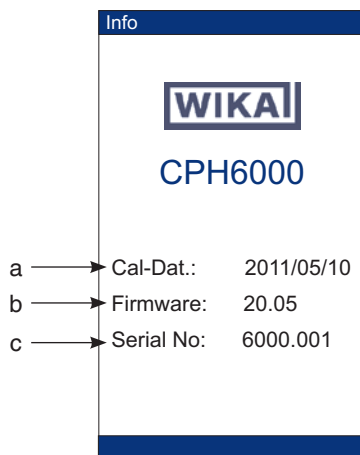 Info
WIKA
CPH6000
a Cal-Dat.: 2011/05/10
b Firmware: 20.05
c Serial No: 6000.001